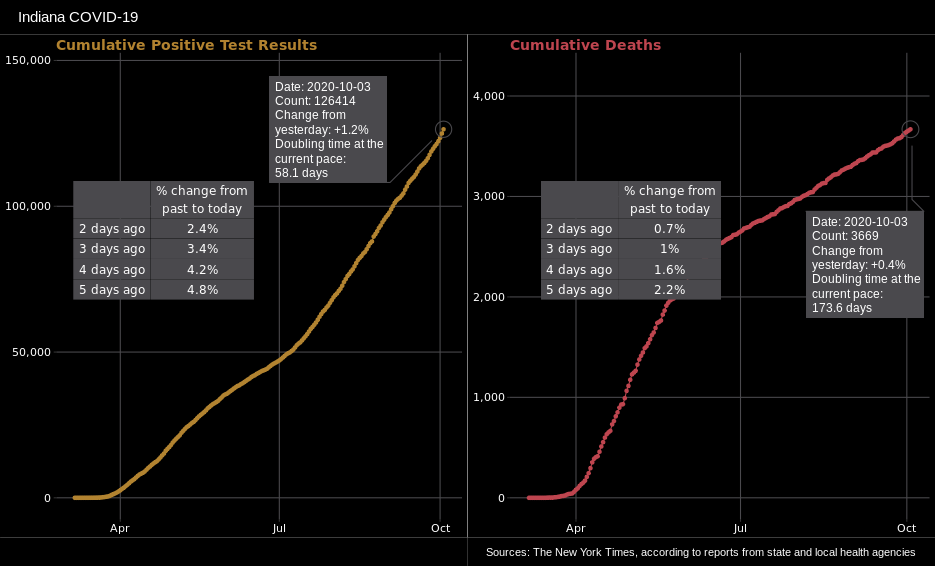 Indiana COVID-19
Cumulative Positive Test Results
150,000
100,000
50,000
0
Apr
Jul
Oct
Date: 2020-10-03
Count: 126414
Change from
yesterday: +1.2%
Doubling time at the
current pace:
58.1 days
% change from
past to today
2 days ago 2.4%
3 days ago 3.4%
4 days ago 4.2%
5 days ago 4.8%
Cumulative Deaths
4,000
3,000
2,000
1,000
0
Apr
Jul
Oct
% change from
past to today
2 days ago 0.7%
3 days ago 1%
4 days ago 1.6%
5 days ago 2.2%
Date: 2020-10-03
Count: 3669
Change from
yesterday: +0.4%
Doubling time at the
current pace:
173.6 days
Sources: The New York Times, according to reports from state and local health agencies